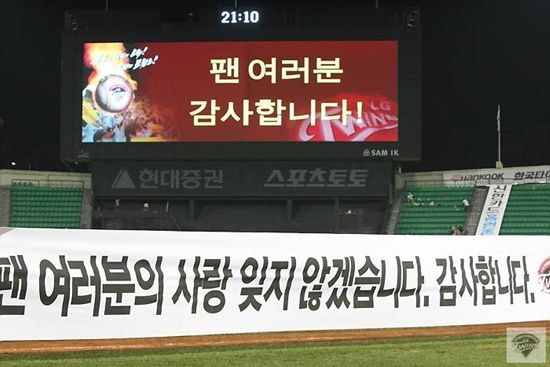 21:10
팬 여러분
감사합니다!
LG
TWINS
SAM IK
현대증권
스포츠토토
HANKOOK 한국타
팬 여러분의 사랑 잊지 않겠습니다. 감사합니다.